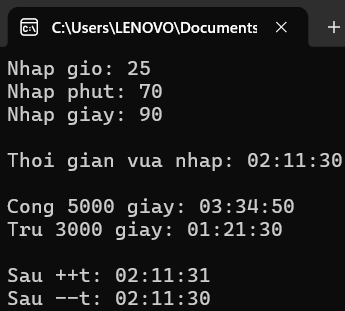 C:\Users\LENOVO\Documents
Nhap gio: 25
Nhap phut: 70
Nhap giay: 90
Thoi gian vua nhap: 02:11:30
Cong 5000 giay: 03:34:50
Tru 3000 giay: 01:21:30
Sau ++t: 02:11:31
Sau --t: 02:11:30